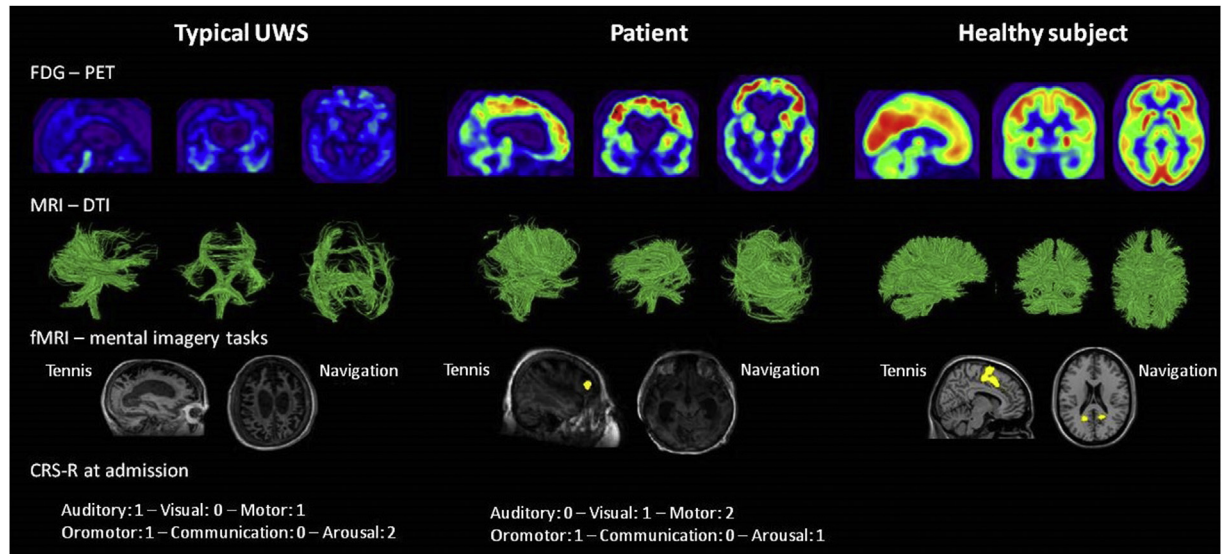 Typical UWS
Patient
Healthy subject
FDG – PET
MRI – DTI
fMRI – mental imagery tasks
Tennis
Navigation
Tennis
Navigation
Tennis
Navigation
CRS-R at admission
Auditory: 1 – Visual: 0 – Motor: 1
Oromotor: 1 – Communication: 0 – Arousal: 2
Auditory: 0 – Visual: 1 – Motor: 2
Oromotor: 1 – Communication: 0 – Arousal: 1